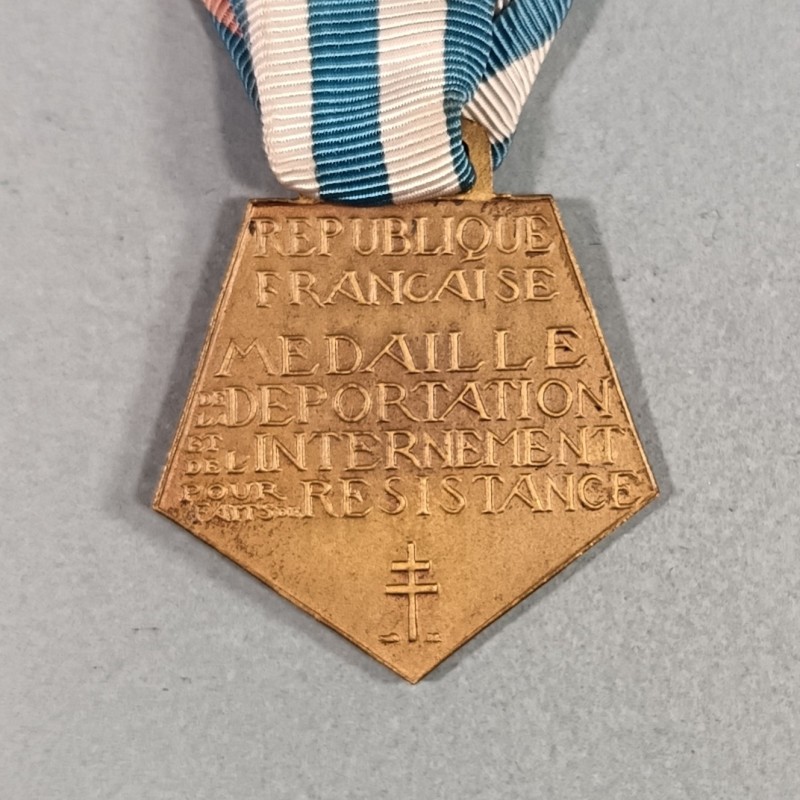 REPUBLIQUE
FRANCAISE
MEDAILLE
DE LA DEPORTATION
ET DE L INTERNEMENT
POUR FAITS DE RESISTANCE